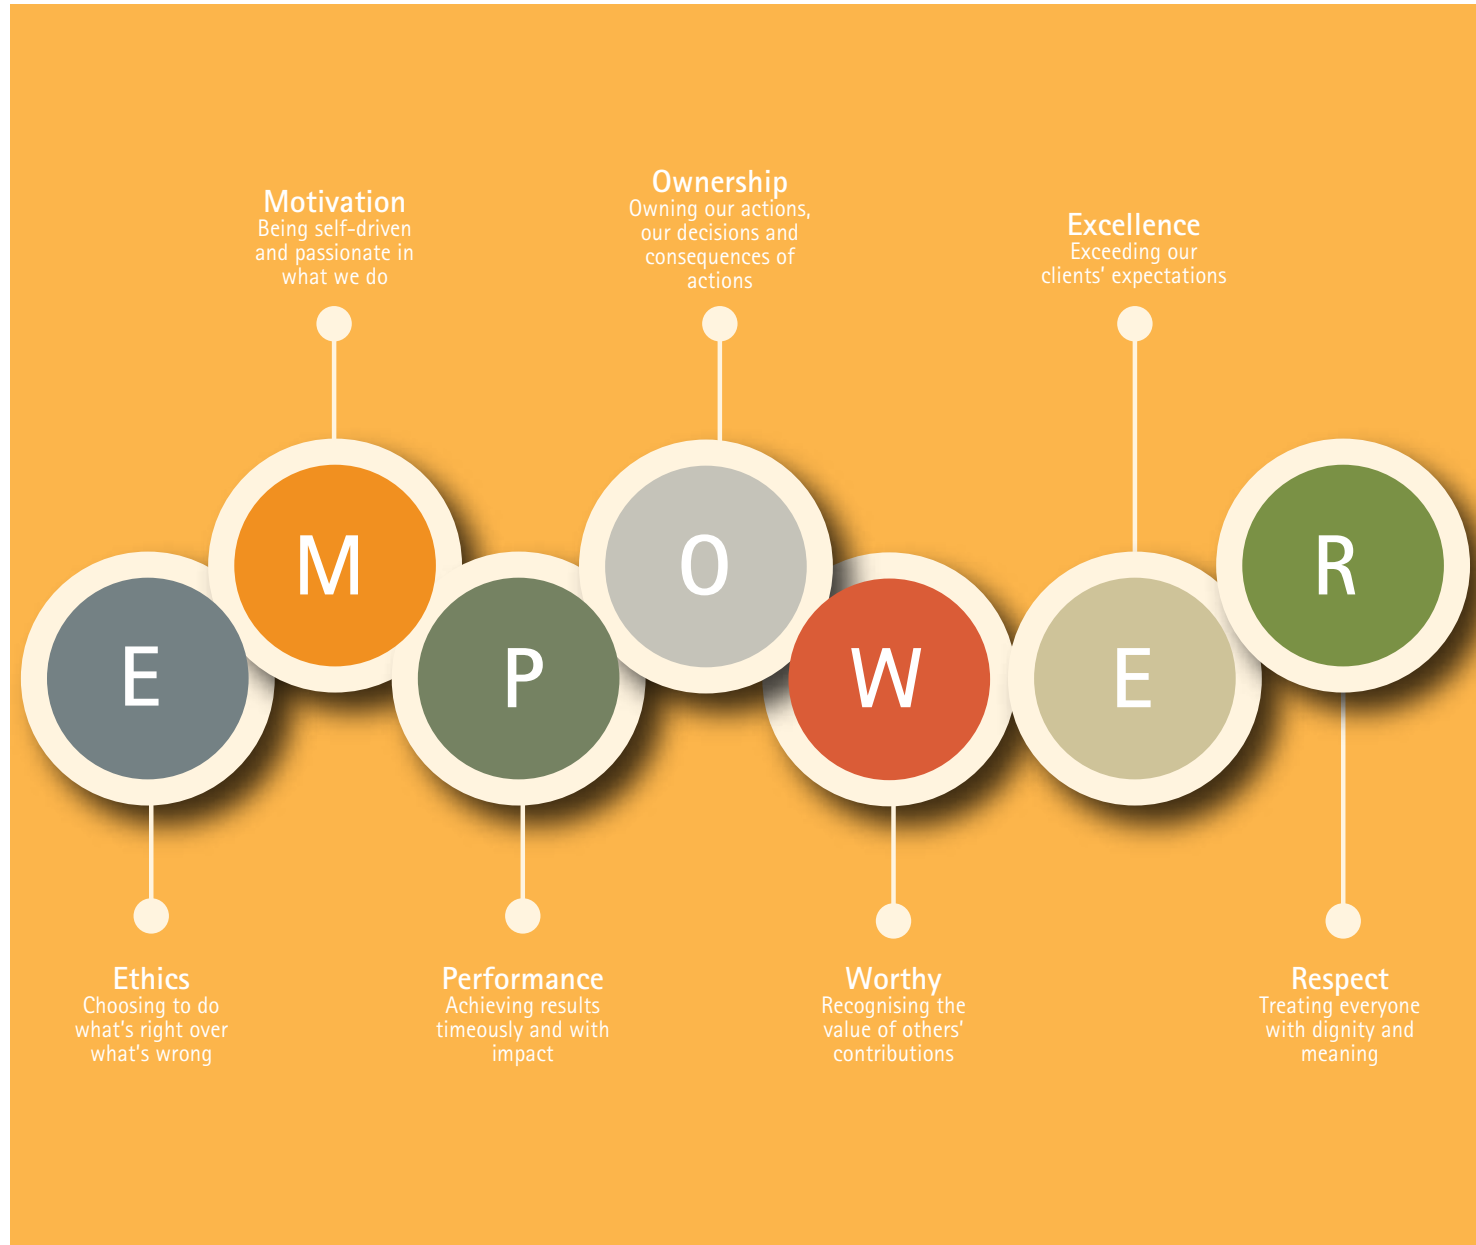 Motivation
Being self-driven
and passionate in
what we do
Ownership
Owning our actions,
our decisions and
consequences of
actions
Excellence
Exceeding our
clients' expectations
E
M
P
O
W
E
R
Ethics
Choosing to do
what's right over
what's wrong
Performance
Achieving results
timeously and with
impact
Worthy
Recognising the
value of others'
contributions
Respect
Treating everyone
with dignity and
meaning